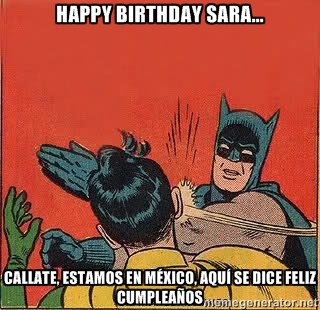 HAPPY BIRTHDAY SARA...
CALLATE, ESTAMOS EN MÉXICO, AQUÍ SE DICE FELIZ
CUMPLEAÑOS
memegenerator.net